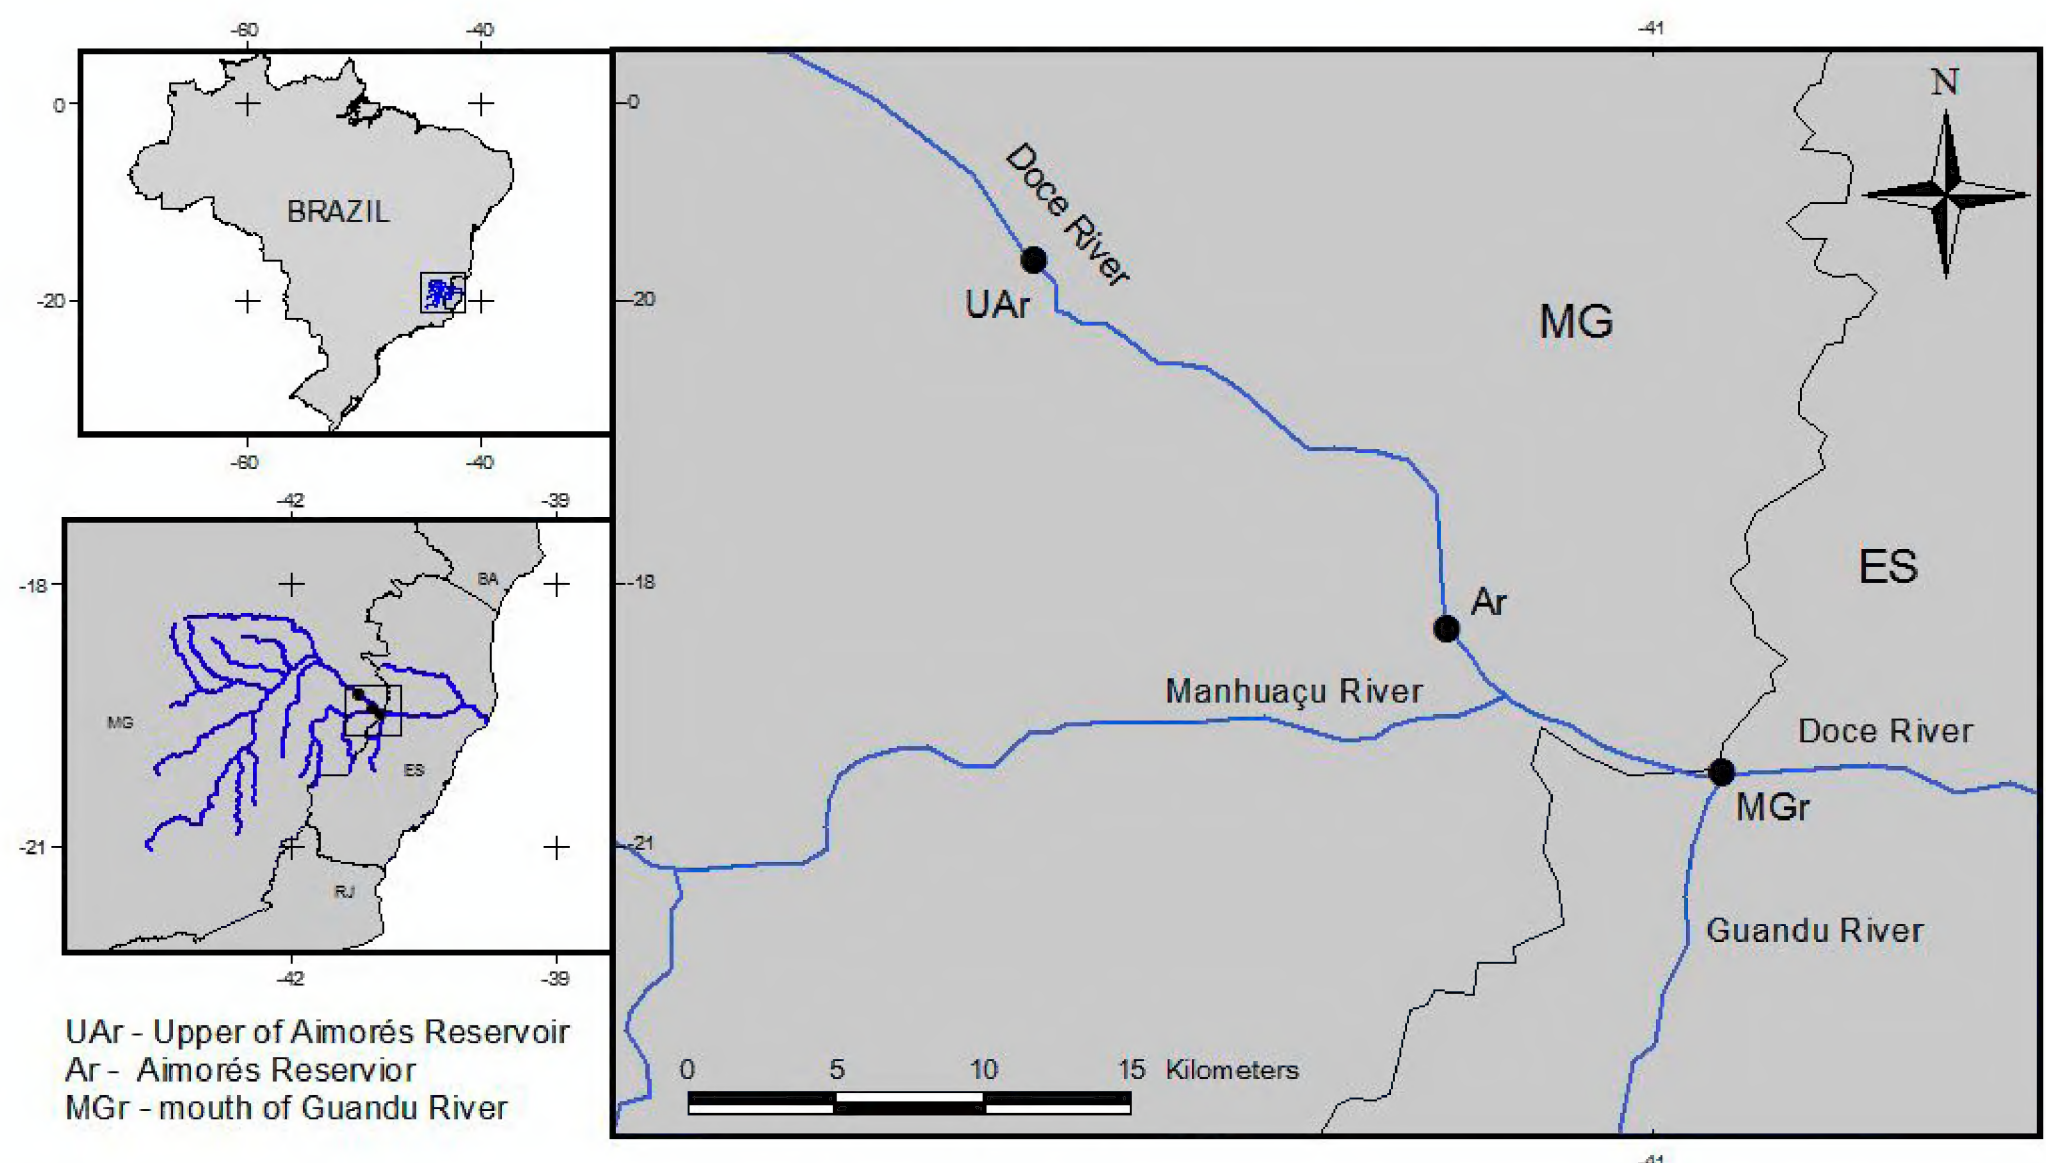 -60
-40
-41
0
0
N
BRAZIL
Doce River
-20
-20
UAr
MG
-60
-40
-42
-39
-18
-18
BA
ES
Ar
MG
Manhuaçu River
Doce River
ES
MGr
-21
-21
RJ
Guandu River
-42
-39
UAr - Upper of Aimorés Reservoir
Ar - Aimorés Reservior
MGr - mouth of Guandu River
0 5 10 15 Kilometers
-41